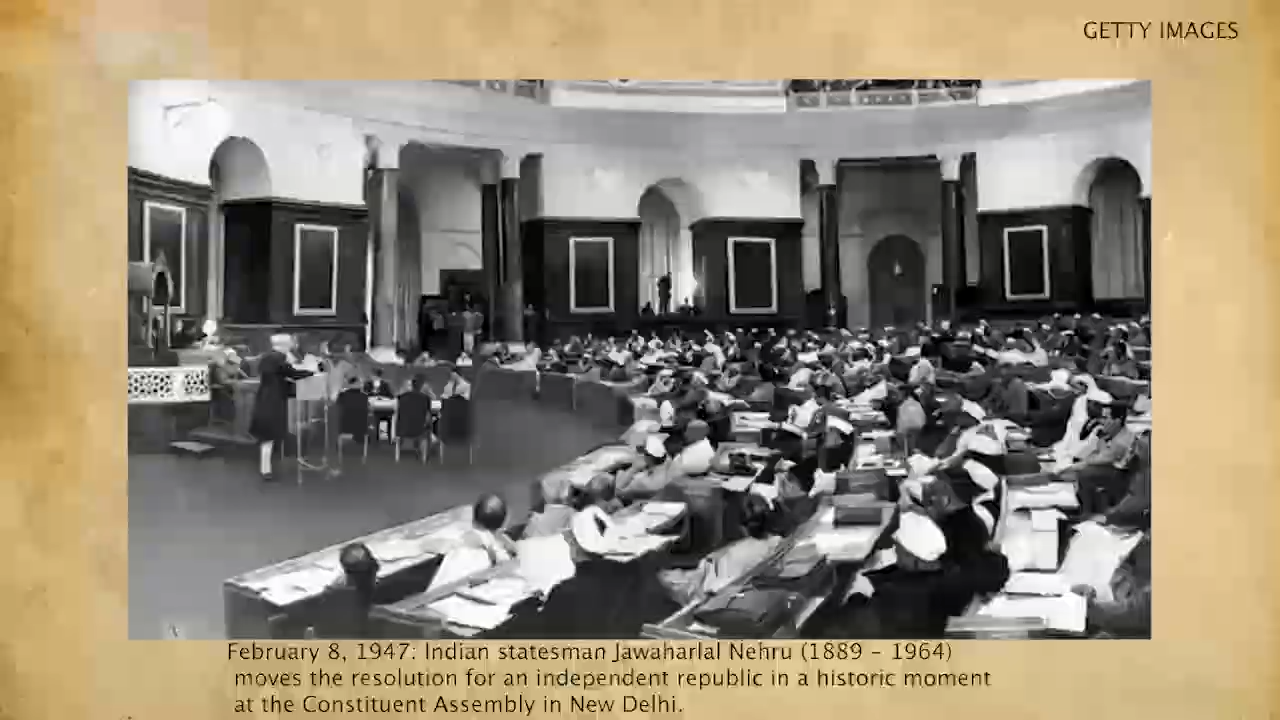 GETTY IMAGES
February 8, 1947: Indian statesman Jawaharlal Nehru (1889 – 1964)
moves the resolution for an independent republic in a historic moment
at the Constituent Assembly in New Delhi.